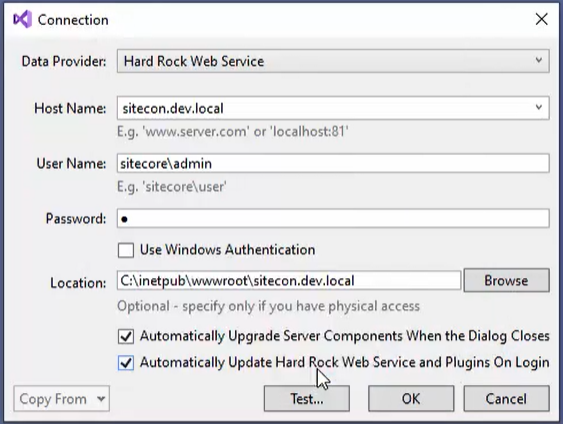 Connection
Data Provider: Hard Rock Web Service
Host Name: sitecon.dev.local
E.g. 'www.server.com' or 'localhost:81'
User Name: sitecore\admin
E.g. 'sitecore\user'
Password: ●
Use Windows Authentication
Location: C:\inetpub\wwwroot\sitecon.dev.local Browse
Optional - specify only if you have physical access
Automatically Upgrade Server Components When the Dialog Closes
Automatically Update Hard Rock Web Service and Plugins On Login
Copy From Test... OK Cancel